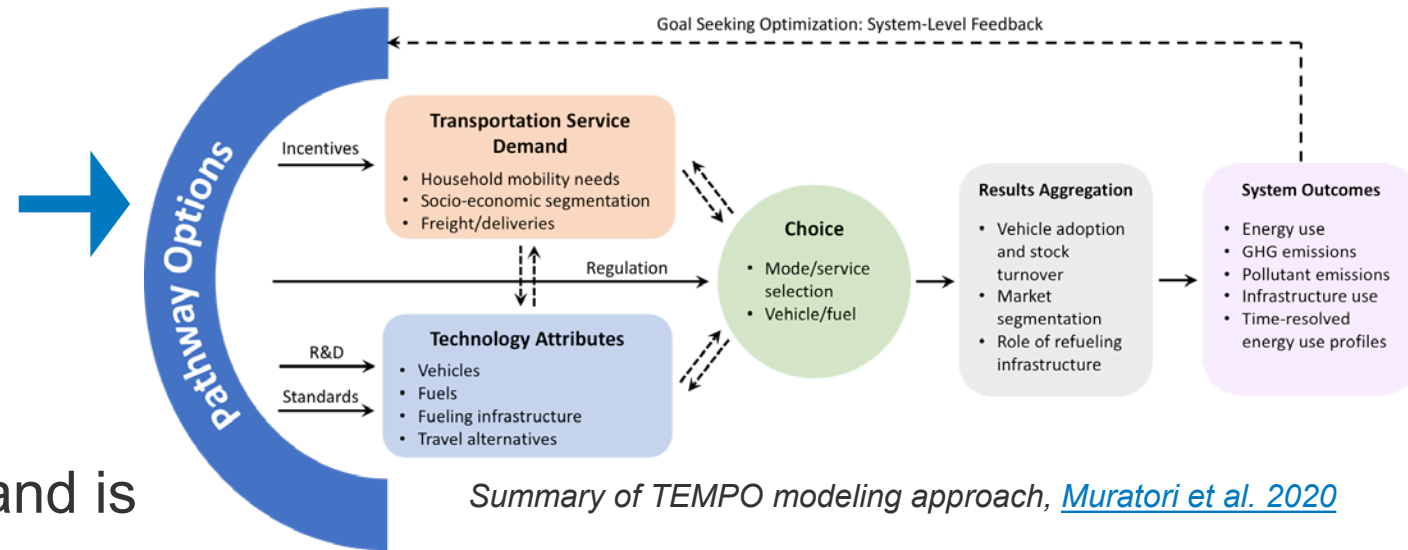 Goal Seeking Optimization: System-Level Feedback
Pathway Options
Incentives
Transportation Service
Demand
• Household mobility needs
• Socio-economic segmentation
• Freight/deliveries
Regulation
R&D
Standards
Technology Attributes
• Vehicles
• Fuels
• Fueling infrastructure
• Travel alternatives
Choice
• Mode/service
selection
• Vehicle/fuel
Results Aggregation
• Vehicle adoption
and stock
turnover
• Market
segmentation
• Role of refueling
infrastructure
System Outcomes
• Energy use
• GHG emissions
• Pollutant emissions
• Infrastructure use
• Time-resolved
energy use profiles
and is
Summary of TEMPO modeling approach, Muratori et al. 2020